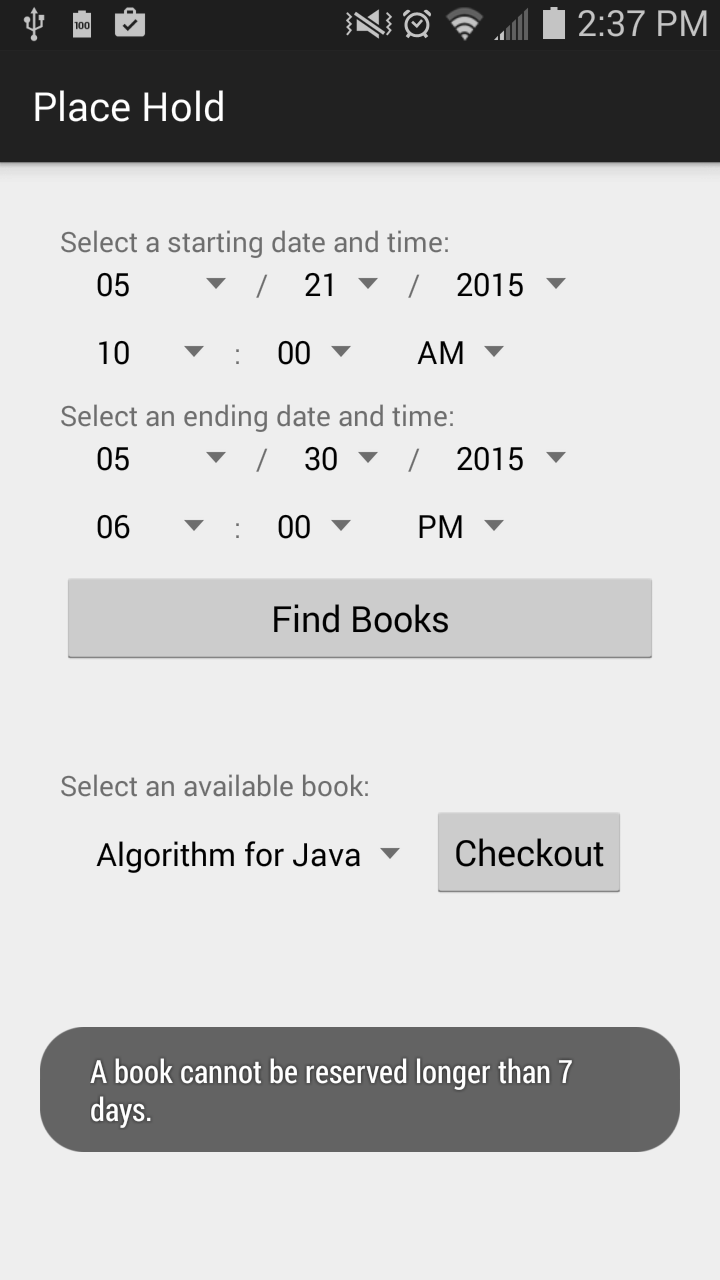 100 2:37 PM
Place Hold
Select a starting date and time:
05 / 21 / 2015
10 : 00 AM
Select an ending date and time:
05 / 30 / 2015
06 : 00 PM
Find Books
Select an available book:
Algorithm for Java Checkout
A book cannot be reserved longer than 7
days.